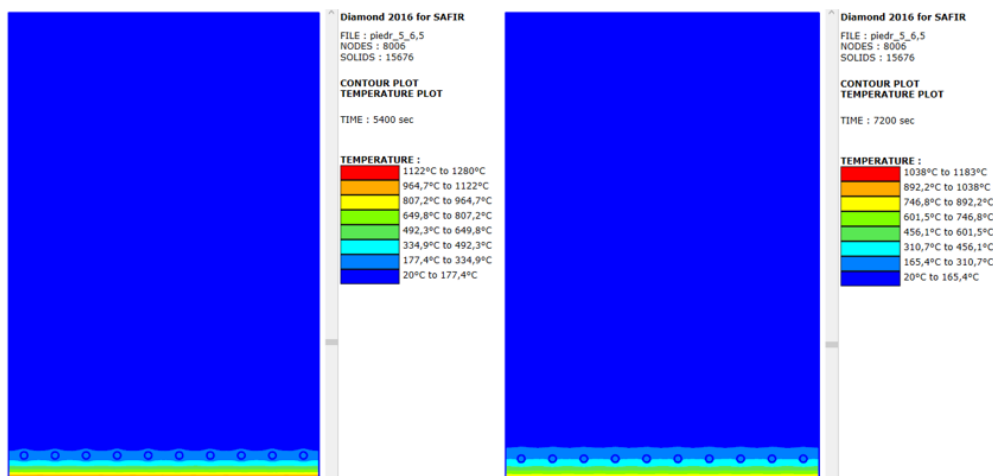 Diamond 2016 for SAFIR
FILE : piedr_5_6,5
NODES : 8006
SOLIDS : 15676
CONTOUR PLOT
TEMPERATURE PLOT
TIME : 5400 sec
TEMPERATURE :
1122°C to 1280°C
964,7°C to 1122°C
807,2°C to 964,7°C
649,8°C to 807,2°C
492,3°C to 649,8°C
334,9°C to 492,3°C
177,4°C to 334,9°C
20°C to 177,4°C
Diamond 2016 for SAFIR
FILE : piedr_5_6,5
NODES : 8006
SOLIDS : 15676
CONTOUR PLOT
TEMPERATURE PLOT
TIME : 7200 sec
TEMPERATURE :
1038°C to 1183°C
892,2°C to 1038°C
746,8°C to 892,2°C
601,5°C to 746,8°C
456,1°C to 601,5°C
310,7°C to 456,1°C
165,4°C to 310,7°C
20°C to 165,4°C